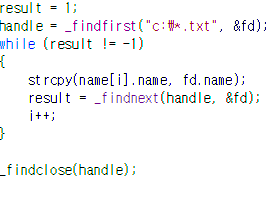 result = 1;
handle = _findfirst("c:₩*.txt", &fd);
while (result != -1)
{
strcpy(name[i].name, fd.name);
result = _findnext(handle, &fd);
i++;
}
_findclose(handle);